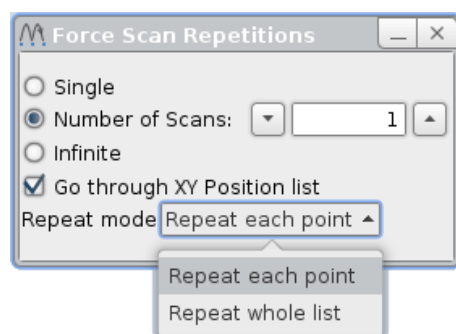 Force Scan Repetitions
Single
Number of Scans: 1
Infinite
Go through XY Position list
Repeat mode Repeat each point
Repeat each point
Repeat whole list